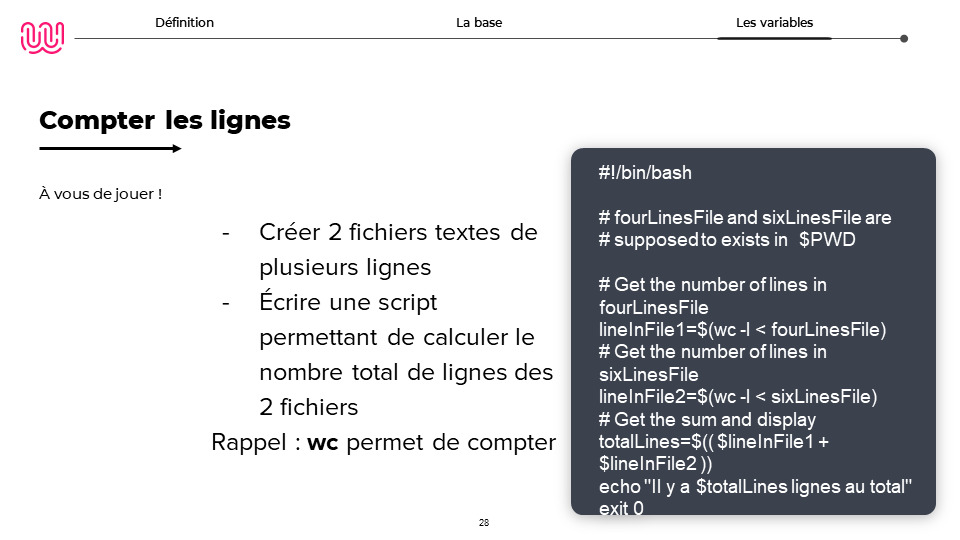 Définition
La base
Les variables
Compter les lignes
À vous de jouer !
- Créer 2 fichiers textes de
plusieurs lignes
- Écrire une script
permettant de calculer le
nombre total de lignes des
2 fichiers
Rappel : wc permet de compter
#!/bin/bash
# fourLinesFile and sixLinesFile are
# supposed to exists in $PWD
# Get the number of lines in
fourLinesFile
lineInFile1=$(wc -l < fourLinesFile)
# Get the number of lines in
sixLinesFile
lineInFile2=$(wc -l < sixLinesFile)
# Get the sum and display
totalLines=$(( $lineInFile1 +
$lineInFile2 ))
echo "Il y a $totalLines lignes au total"
exit 0
28